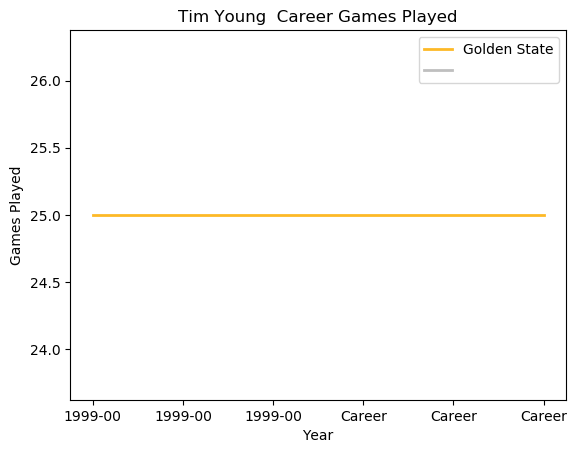 Tim Young  Career Games Played
Golden State
26.0
25.5
25.0
24.5
24.0
Games Played
1999-00 1999-00 1999-00 Career Career Career
Year